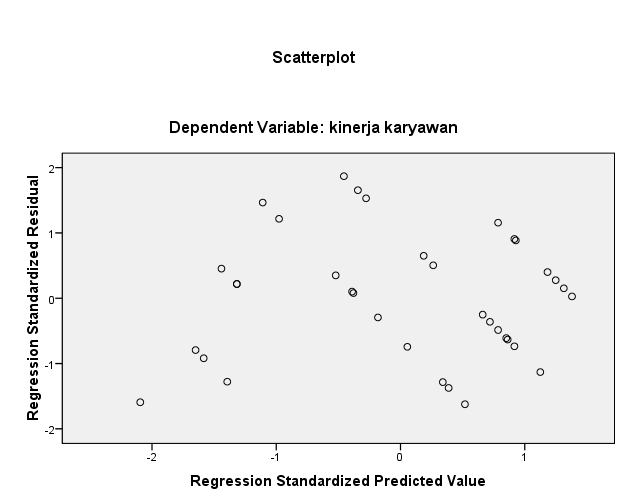 Scatterplot
Dependent Variable: kinerja karyawan
Regression Standardized Residual
2
1
0
-1
-2
-2
-1
0
1
Regression Standardized Predicted Value